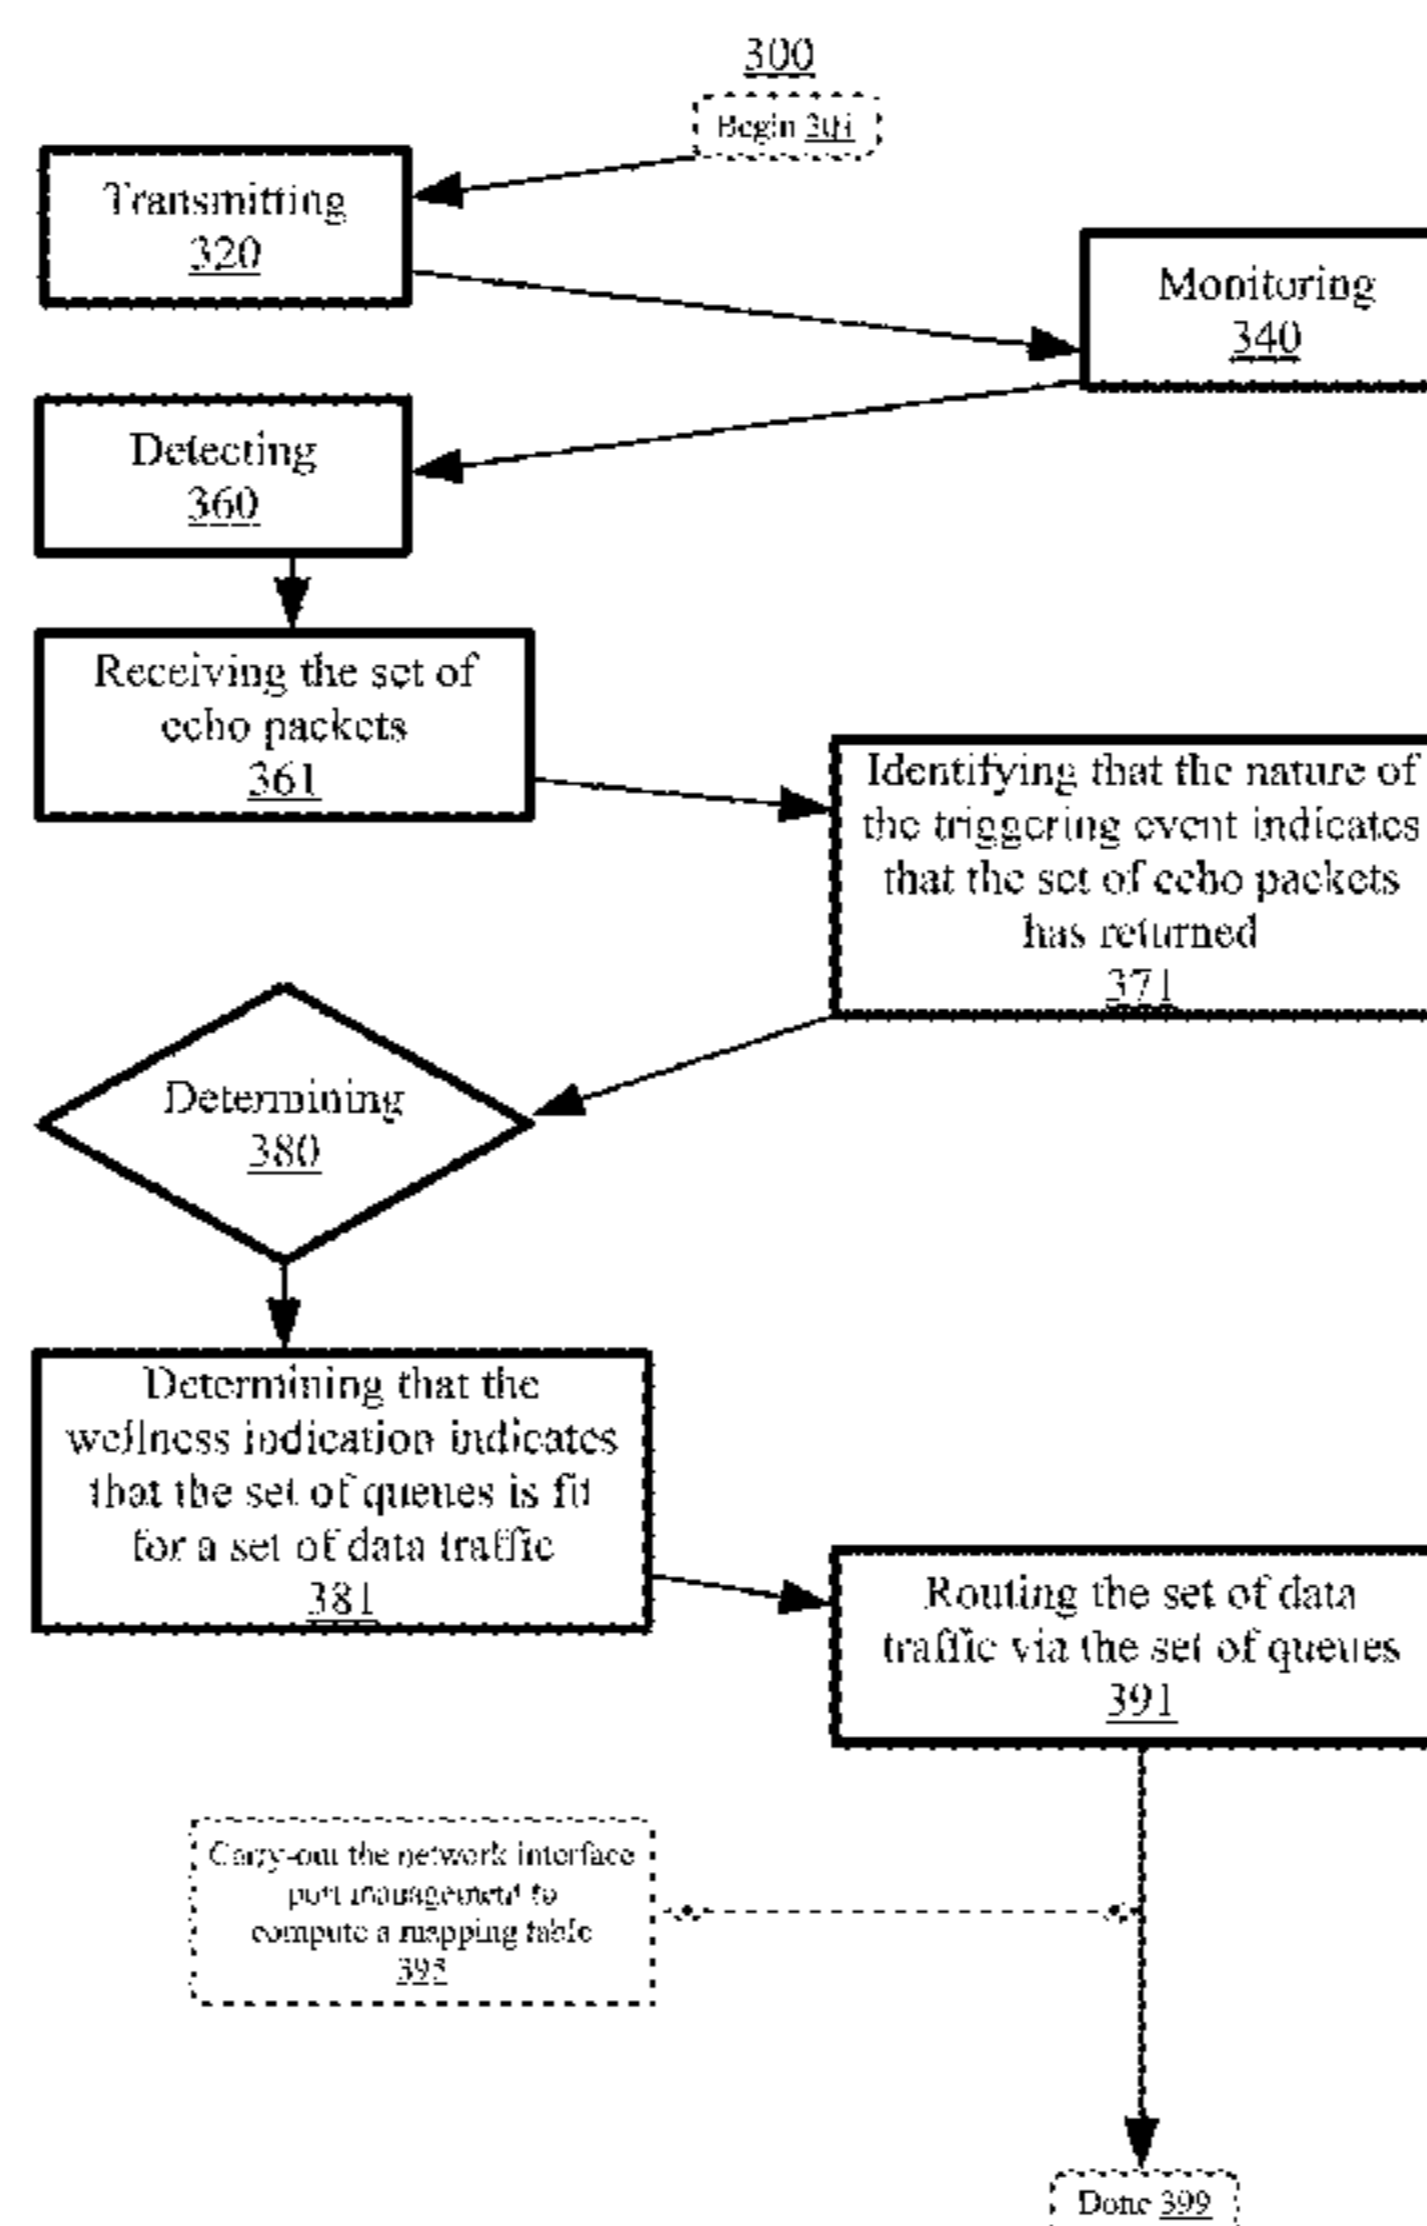 300
Begin
Transmitting
320
Monitoring
340
Detecting
360
Receiving the set of
echo packets
361
Identifying that the nature of
the triggering event indicates
that the set of echo packets
has returned
371
Determining
380
Determining that the
wellness indication indicates
that the set of queues is fit
for a set of data traffic
381
Routing the set of data
traffic via the set of queues
391
Carry-out the network interface
port management to
compute a mapping table
395
Done 399